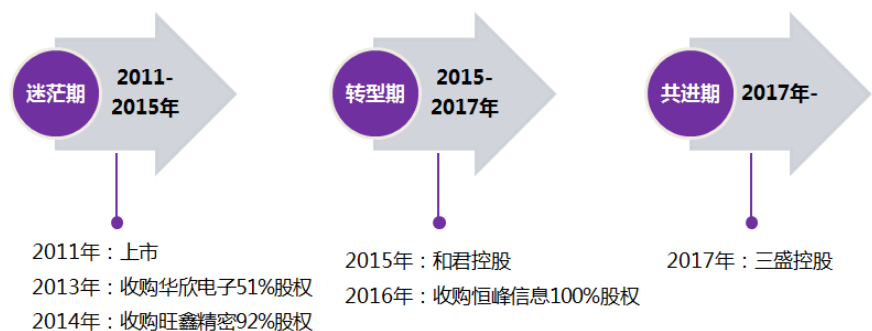 迷茫期
2011-
2015年
转型期
2015-
2017年
共进期
2017年-
2011年：上市
2013年：收购华欣电子51%股权
2014年：收购旺鑫精密92%股权
2015年：和君控股
2016年：收购恒峰信息100%股权
2017年：三盛控股